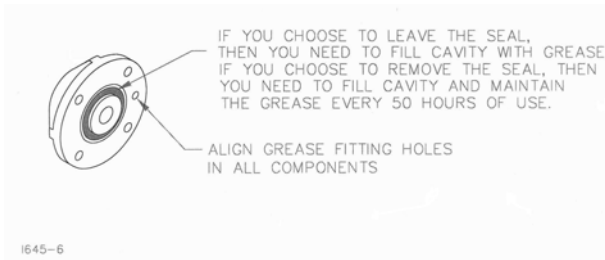 IF YOU CHOOSE TO LEAVE THE SEAL,
THEN YOU NEED TO FILL CAVITY WITH GREASE
IF YOU CHOOSE TO REMOVE THE SEAL, THEN
YOU NEED TO FILL CAVITY AND MAINTAIN
THE GREASE EVERY 50 HOURS OF USE.
ALIGN GREASE FITTING HOLES
IN ALL COMPONENTS
1645-6